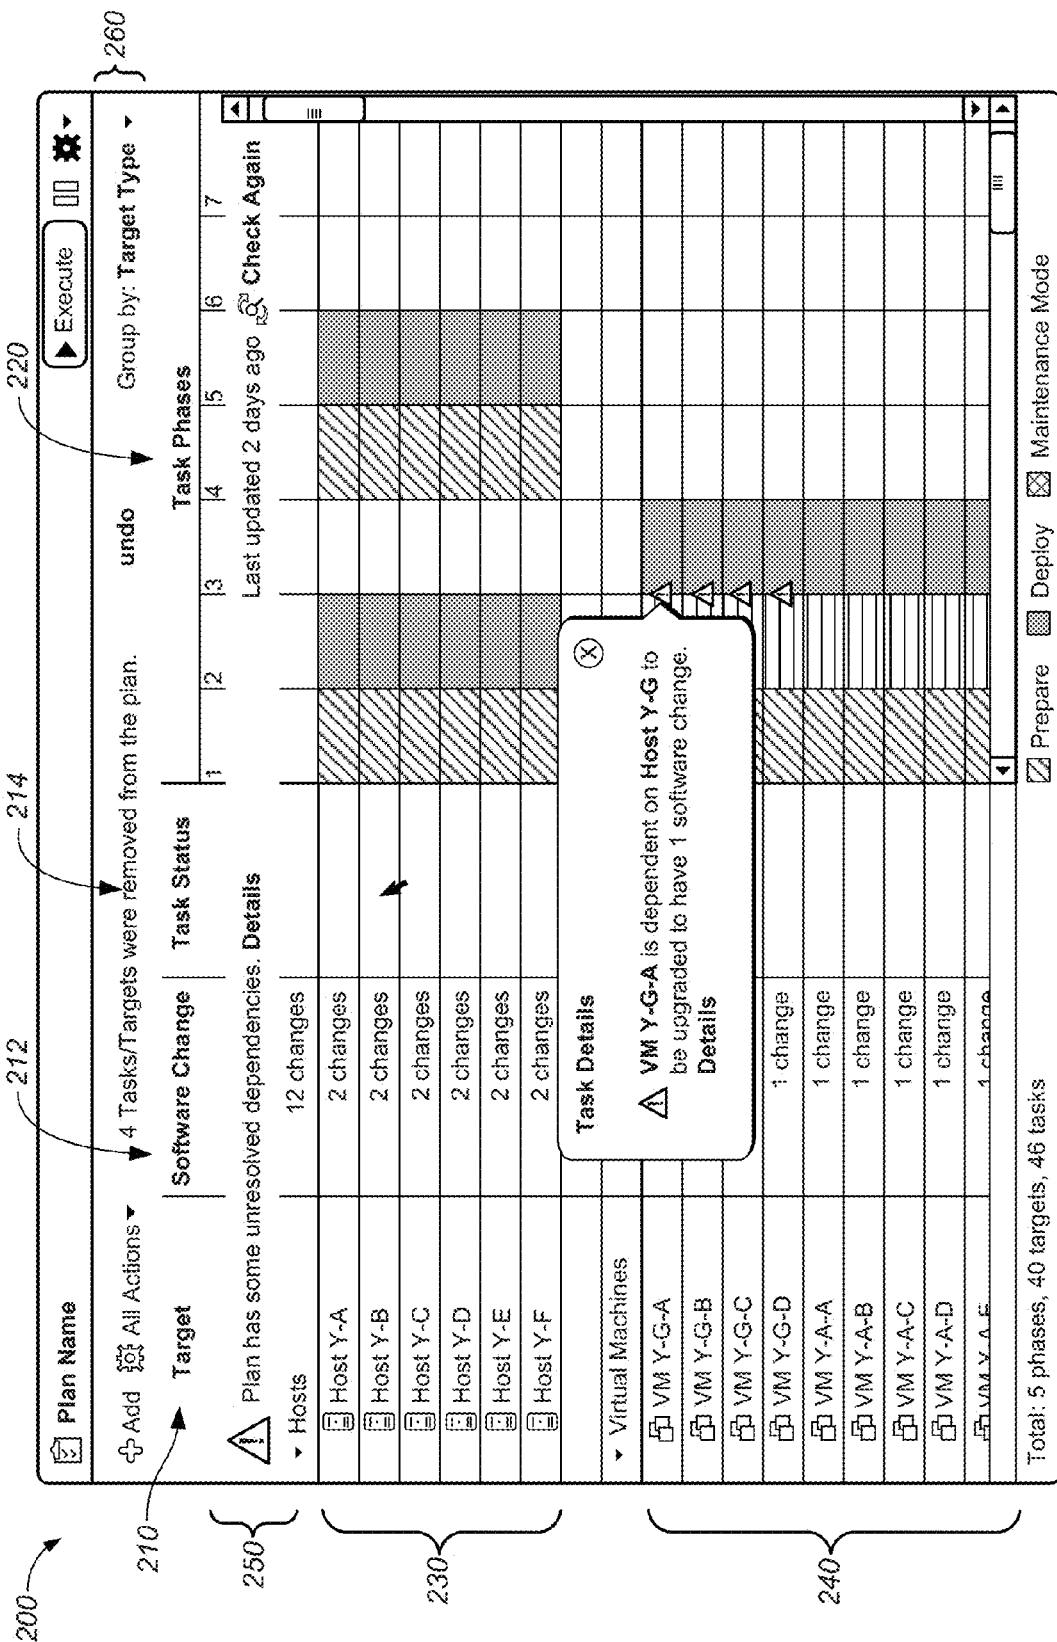 200
212
214
220
260
Plan Name
Execute
Add All Actions
4 Tasks/Targets were removed from the plan.
undo
Group by: Target Type
210
Target
Software Change
Task Status
Task Phases
1 2 3 4 5 6 7
250
Plan has some unresolved dependencies. Details
Last updated 2 days ago
Check Again
Hosts
12 changes
230
Host Y-A
2 changes
Host Y-B
2 changes
Host Y-C
2 changes
Host Y-D
2 changes
Host Y-E
2 changes
Host Y-F
2 changes
Task Details
X
VM Y-G-A is dependent on Host Y-G to
be upgraded to have 1 software change.
Details
Virtual Machines
240
VM Y-G-A
VM Y-G-B
VM Y-G-C
VM Y-G-D
1 change
VM Y-A-A
1 change
VM Y-A-B
1 change
VM Y-A-C
1 change
VM Y-A-D
1 change
VM Y-A-E
1 change
Total: 5 phases, 40 targets, 46 tasks
Prepare
Deploy
Maintenance Mode